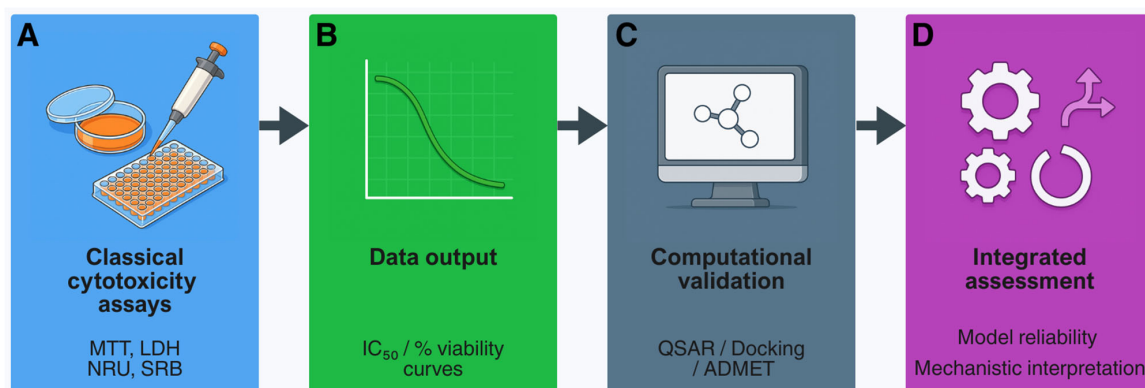 A
B
C
D
Classical
cytotoxicity
assays
MTT, LDH
NRU, SRB
Data output
IC₅₀ / % viability
curves
Computational
validation
QSAR / Docking
/ ADMET
Integrated
assessment
Model reliability
Mechanistic interpretation